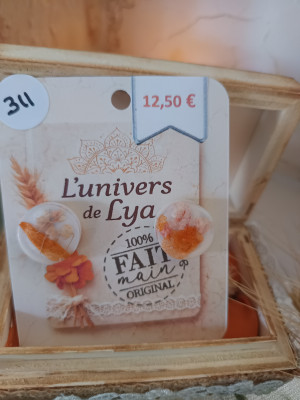 311
12,50 €
L'univers
de Lya
100%
FAIT
main
ORIGINAL